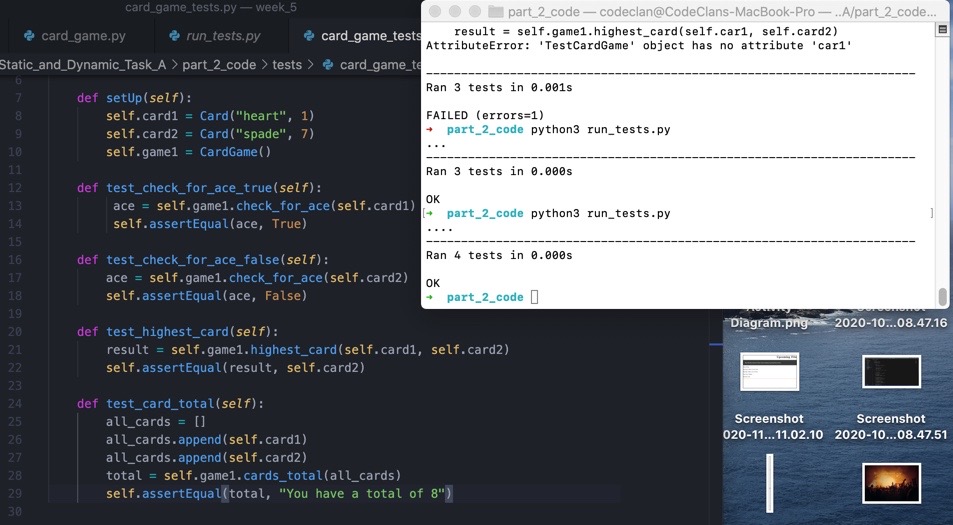 card_game_tests.py — week_5
card_game.py
run_tests.py
card_game_tests
Static_and_Dynamic_Task_A > part_2_code > tests > card_game_te
6
7 def setUp(self):
8 self.card1 = Card("heart", 1)
9 self.card2 = Card("spade", 7)
10 self.game1 = CardGame()
11
12 def test_check_for_ace_true(self):
13 ace = self.game1.check_for_ace(self.card1)
14 self.assertEqual(ace, True)
15
16 def test_check_for_ace_false(self):
17 ace = self.game1.check_for_ace(self.card2)
18 self.assertEqual(ace, False)
19
20 def test_highest_card(self):
21 result = self.game1.highest_card(self.card1, self.card2)
22 self.assertEqual(result, self.card2)
23
24 def test_card_total(self):
25 all_cards = []
26 all_cards.append(self.card1)
27 all_cards.append(self.card2)
28 total = self.game1.cards_total(all_cards)
29 self.assertEqual(total, "You have a total of 8")
30
part_2_code — codeclan@CodeClans-MacBook-Pro — ..A/part_2_code...
result = self.game1.highest_card(self.car1, self.card2)
AttributeError: 'TestCardGame' object has no attribute 'car1'
----------------------------------------------------------------------
Ran 3 tests in 0.001s
FAILED (errors=1)
→ part_2_code python3 run_tests.py
...
----------------------------------------------------------------------
Ran 3 tests in 0.000s
OK
[→ part_2_code python3 run_tests.py ]
....
----------------------------------------------------------------------
Ran 4 tests in 0.000s
OK
→ part_2_code
Activity
Diagram.png
Screenshot
2020-10...08.47.16
Screenshot
020-11...11.02.10
Screenshot
2020-10...08.47.51